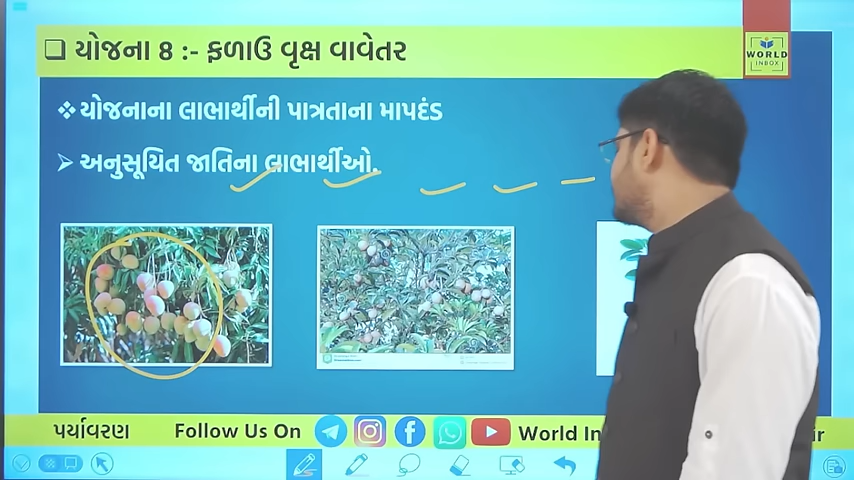 ❑ યોજના 8 :- ફળાઉ વૃક્ષ વાવેતર
WORLD
INBOX
❖ યોજનાના લાભાર્થીની પાત્રતાના માપદંડ
➢ અનુસૂચિત જાતિના લાભાર્થીઓ.
પર્યાવરણ Follow Us On World In